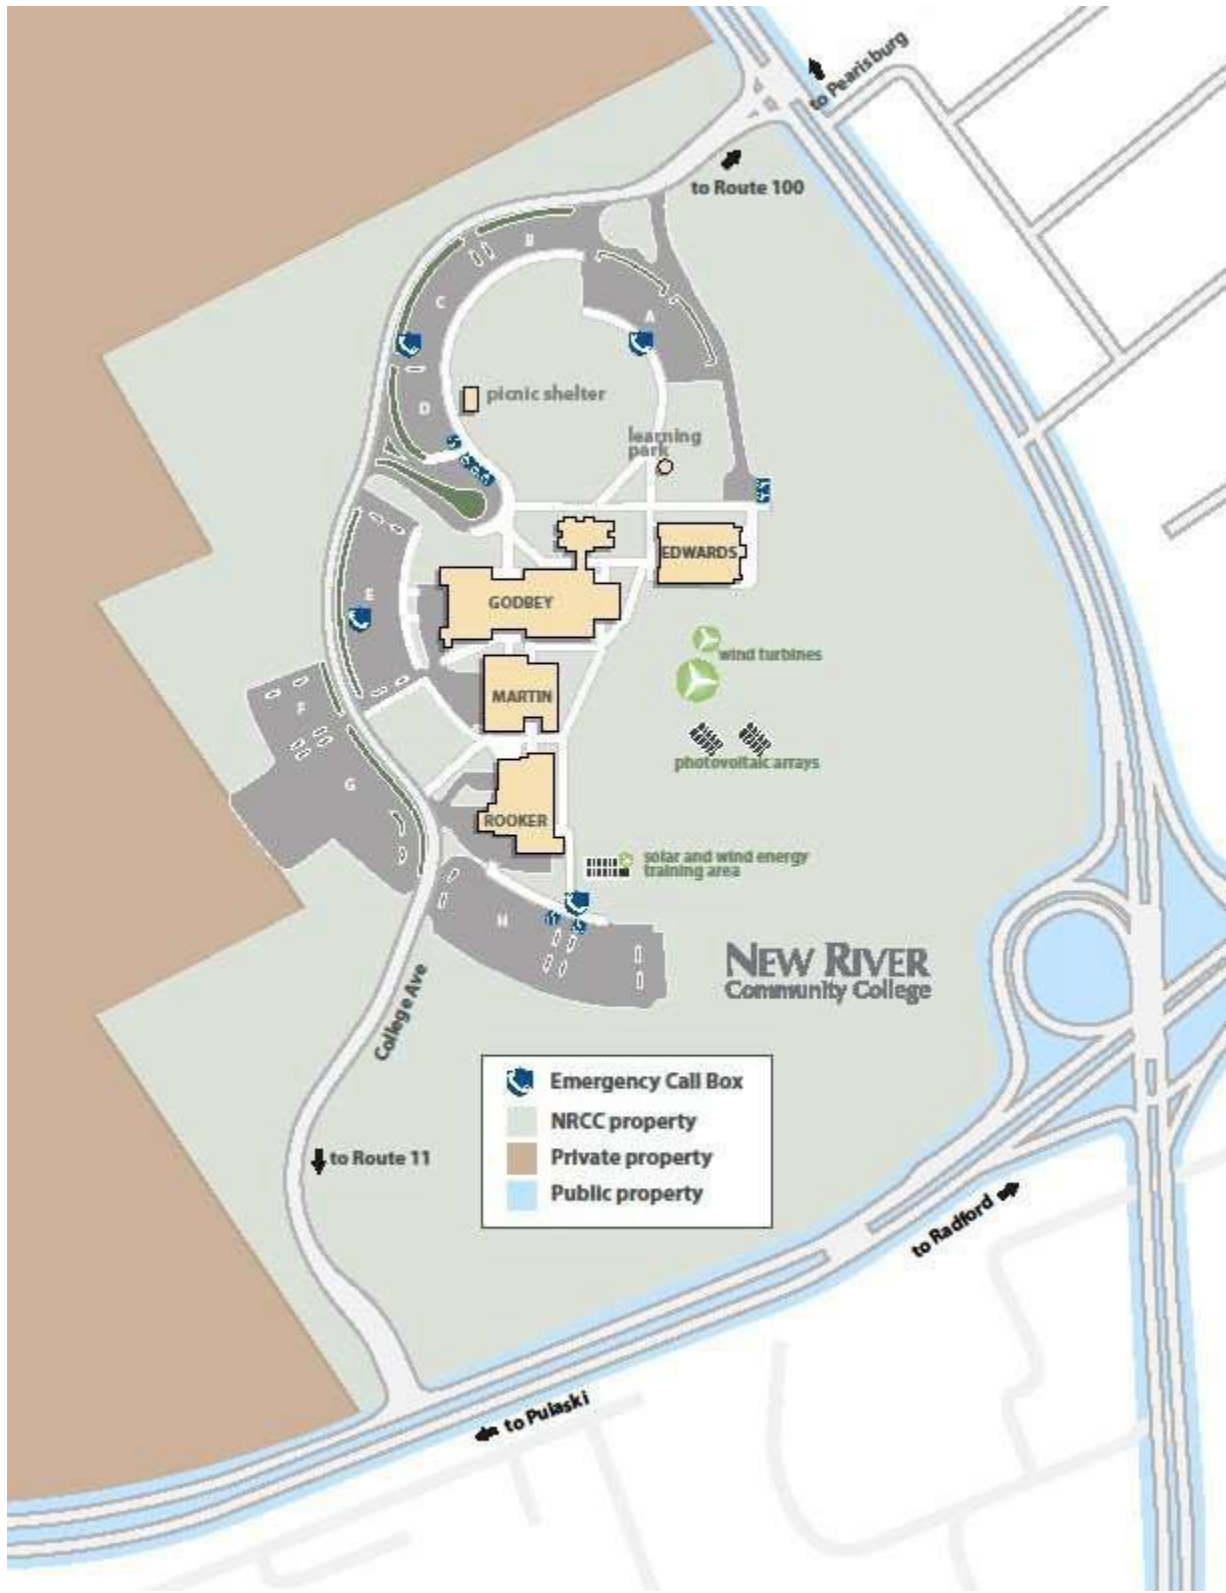 to Pearisburg
to Route 100
B
C
A
D
picnic shelter
learning
park
EDWARDS
E
GODBEY
wind turbines
MARTIN
F
photovoltaic arrays
G
ROOKER
solar and wind energy
training area
H
NEW RIVER
Community College
College Ave
Emergency Call Box
NRCC property
to Route 11
Private property
Public property
to Radford
to Pulaski